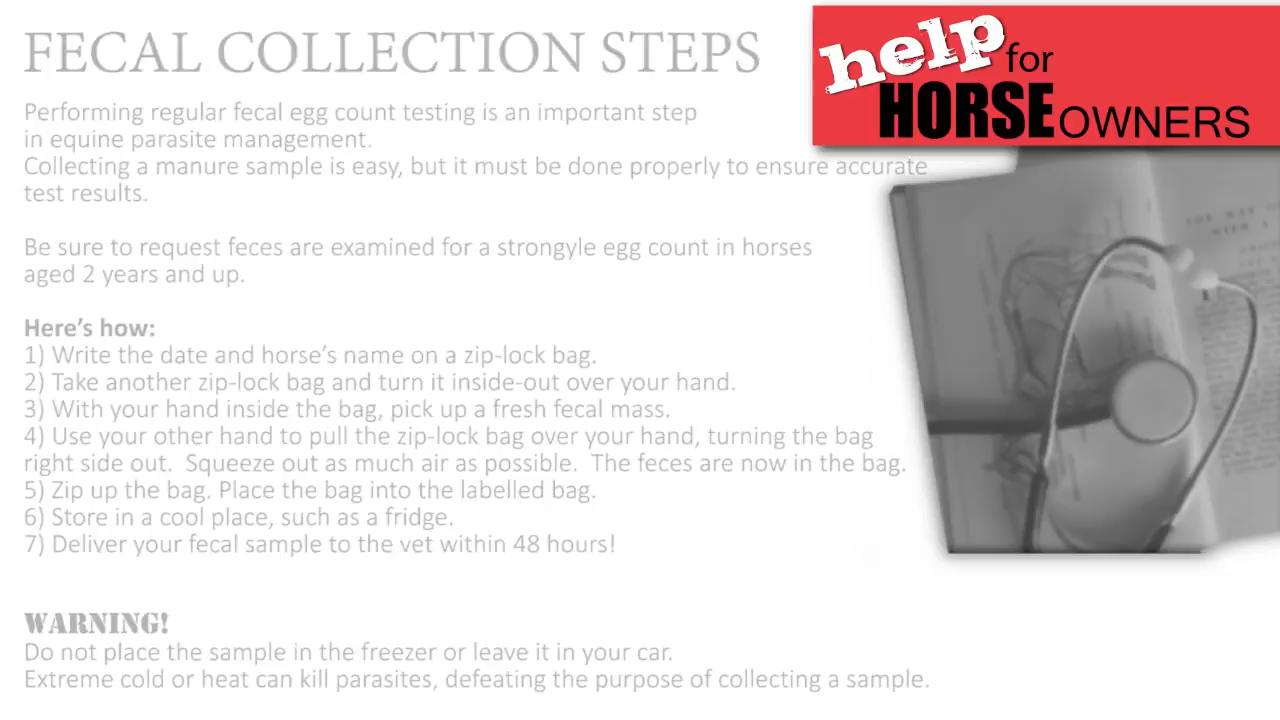 FECAL COLLECTION STEPS
help for
HORSE OWNERS
Performing regular fecal egg count testing is an important step
in equine parasite management.
Collecting a manure sample is easy, but it must be done properly to ensure accurate
test results.
Be sure to request feces are examined for a strongyle egg count in horses
aged 2 years and up.
Here’s how:
1) Write the date and horse’s name on a zip-lock bag.
2) Take another zip-lock bag and turn it inside-out over your hand.
3) With your hand inside the bag, pick up a fresh fecal mass.
4) Use your other hand to pull the zip-lock bag over your hand, turning the bag
right side out.  Squeeze out as much air as possible.  The feces are now in the bag.
5) Zip up the bag. Place the bag into the labelled bag.
6) Store in a cool place, such as a fridge.
7) Deliver your fecal sample to the vet within 48 hours!
WARNING!
Do not place the sample in the freezer or leave it in your car.
Extreme cold or heat can kill parasites, defeating the purpose of collecting a sample.